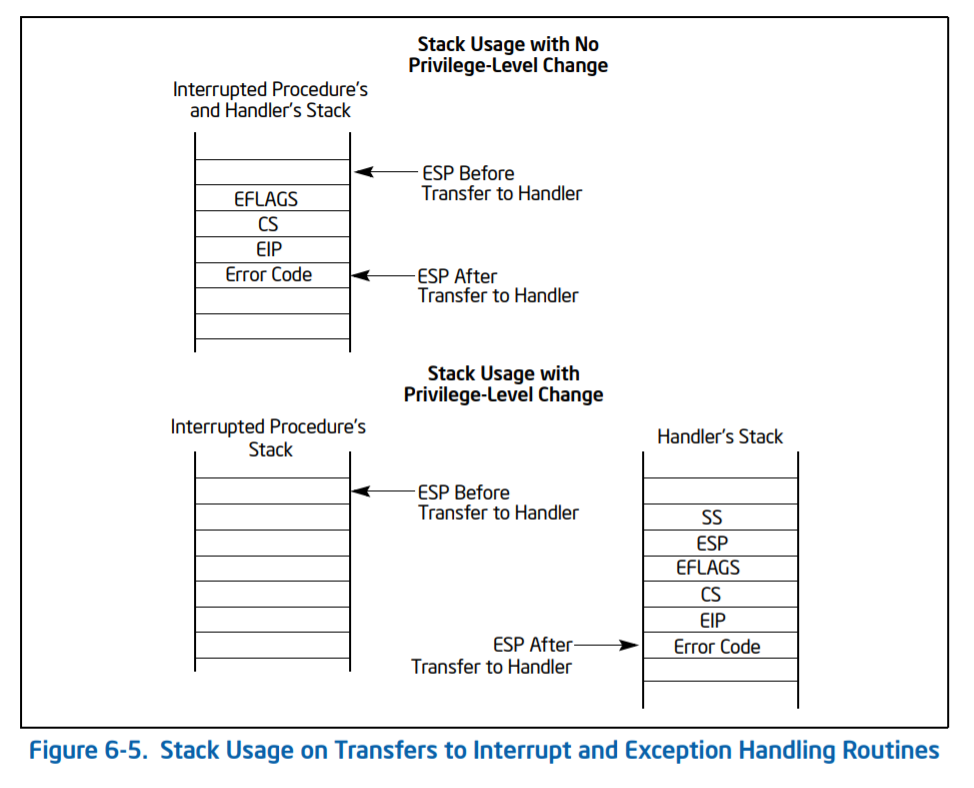 Stack Usage with No
Privilege-Level Change
Interrupted Procedure's
and Handler's Stack
ESP Before
Transfer to Handler
EFLAGS
CS
EIP
Error Code
ESP After
Transfer to Handler
Stack Usage with
Privilege-Level Change
Interrupted Procedure's
Stack
Handler's Stack
ESP Before
Transfer to Handler
SS
ESP
EFLAGS
CS
EIP
Error Code
ESP After
Transfer to Handler
Figure 6-5. Stack Usage on Transfers to Interrupt and Exception Handling Routines